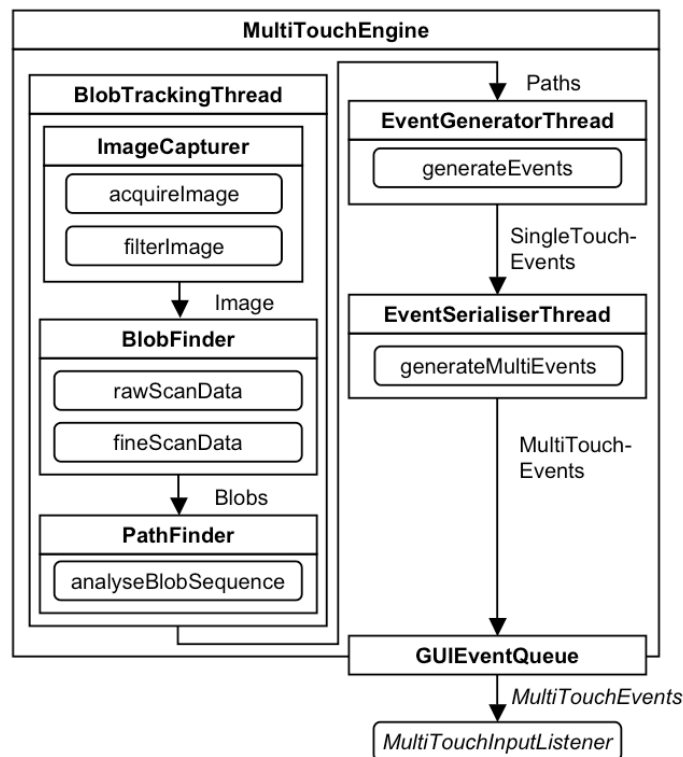 MultiTouchEngine
BlobTrackingThread
ImageCapturer
acquireImage
filterImage
Image
BlobFinder
rawScanData
fineScanData
Blobs
PathFinder
analyseBlobSequence
Paths
EventGeneratorThread
generateEvents
SingleTouch-
Events
EventSerialiserThread
generateMultiEvents
MultiTouch-
Events
GUIEventQueue
MultiTouchEvents
MultiTouchInputListener